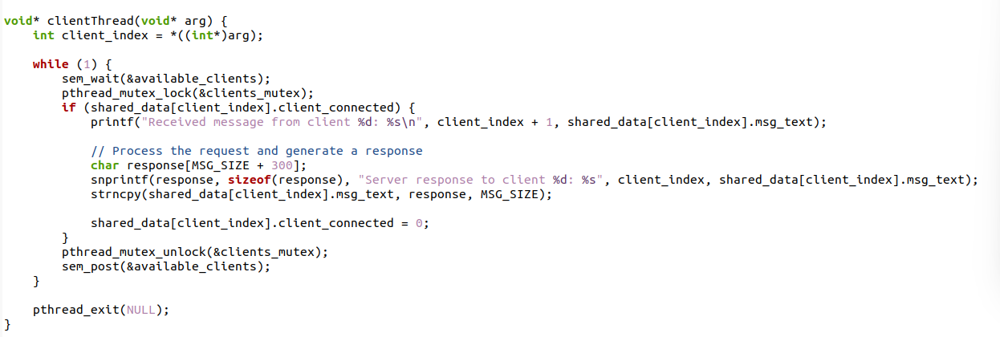 void* clientThread(void* arg) {
    int client_index = *((int*)arg);

    while (1) {
        sem_wait(&available_clients);
        pthread_mutex_lock(&clients_mutex);
        if (shared_data[client_index].client_connected) {
            printf("Received message from client %d: %s\n", client_index + 1, shared_data[client_index].msg_text);

            // Process the request and generate a response
            char response[MSG_SIZE + 300];
            snprintf(response, sizeof(response), "Server response to client %d: %s", client_index, shared_data[client_index].msg_text);
            strncpy(shared_data[client_index].msg_text, response, MSG_SIZE);

            shared_data[client_index].client_connected = 0;
        }
        pthread_mutex_unlock(&clients_mutex);
        sem_post(&available_clients);
    }

    pthread_exit(NULL);
}